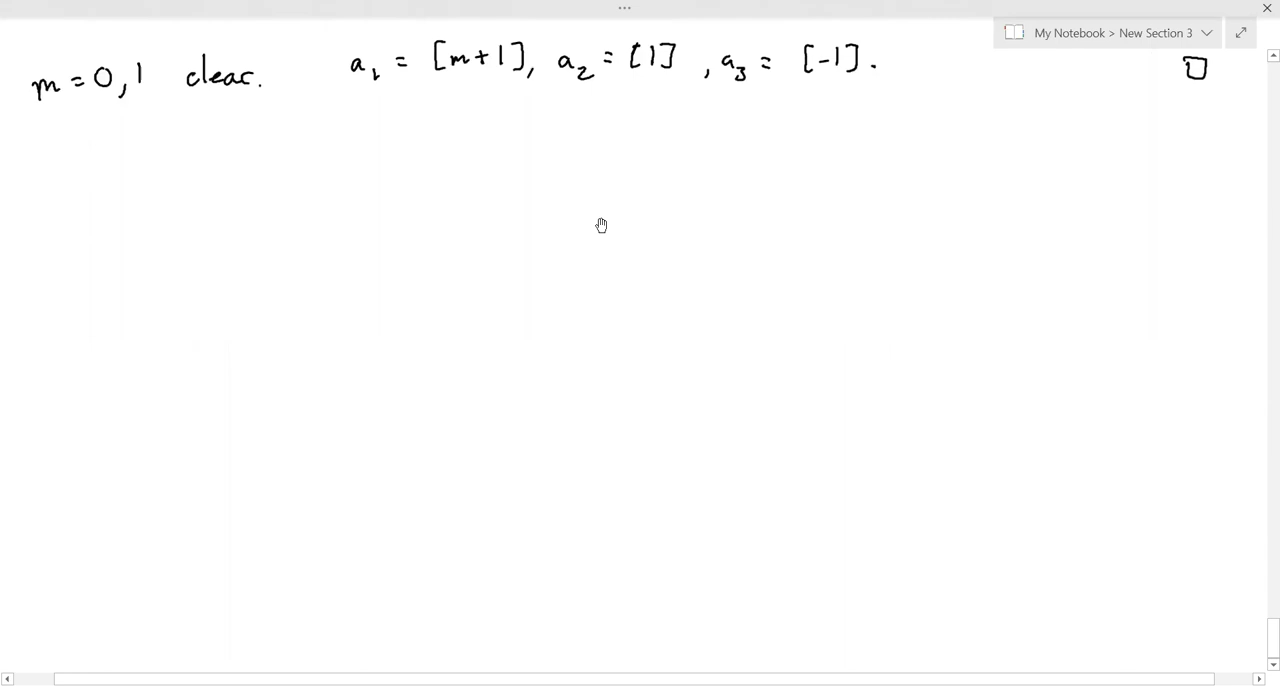 My Notebook > New Section 3
m = 0, 1 clear. a₁ = [m+1], a₂ = [1], a₃ = [-1]. □